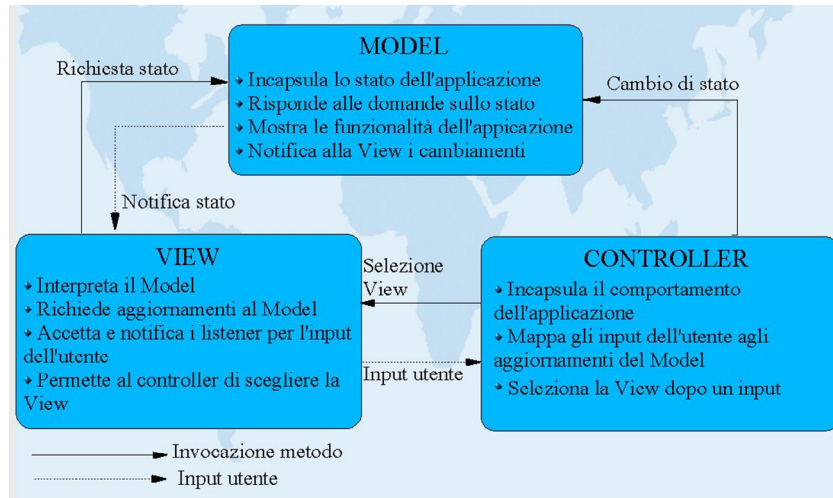 MODEL
Incapsula lo stato dell'applicazione
Risponde alle domande sullo stato
Mostra le funzionalità dell'appicazione
Notifica alla View i cambiamenti
Richiesta stato
Cambio di stato
Notifica stato
VIEW
Interpreta il Model
Richiede aggiornamenti al Model
Accetta e notifica i listener per l'input
dell'utente
Permette al controller di scegliere la
View
Selezione
View
Input utente
CONTROLLER
Incapsula il comportamento
dell'applicazione
Mappa gli input dell'utente agli
aggiornamenti del Model
Seleziona la View dopo un input
Invocazione metodo
Input utente